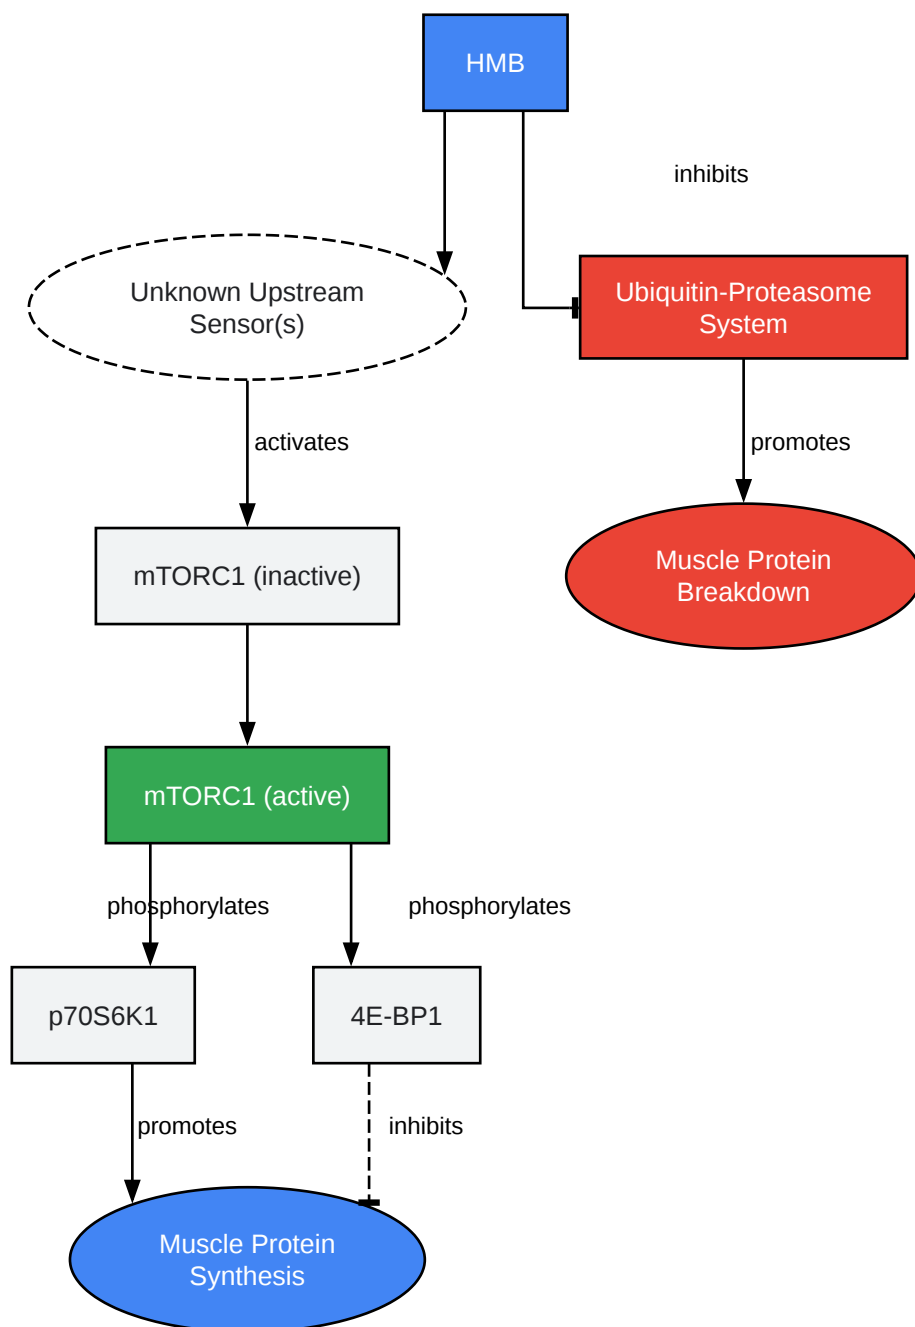 HMB
inhibits
Unknown Upstream
Sensor(s)
Ubiquitin-Proteasome
System
activates
promotes
mTORC1 (inactive)
Muscle Protein
Breakdown
mTORC1 (active)
phosphorylates
phosphorylates
p70S6K1
4E-BP1
promotes
inhibits
Muscle Protein
Synthesis